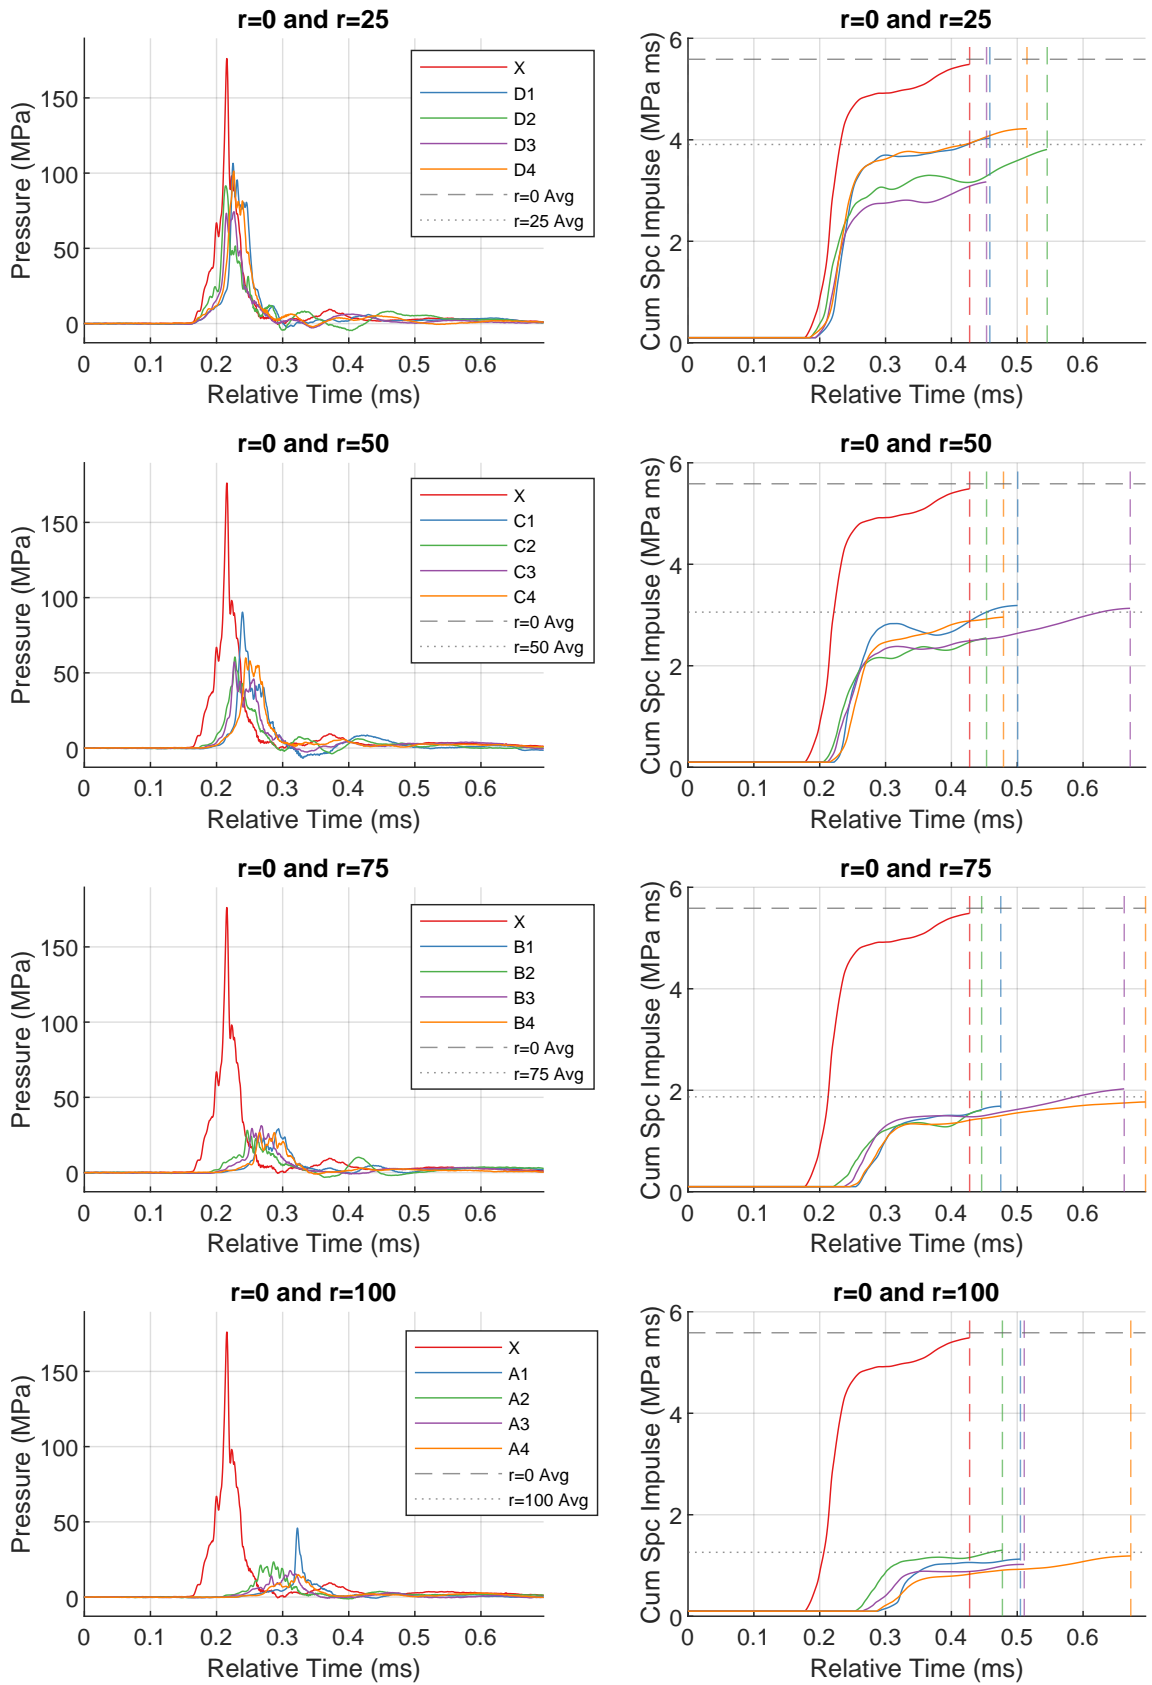 r=0 and r=25
Pressure (MPa)
150
100
50
0
0 0.1 0.2 0.3 0.4 0.5 0.6
Relative Time (ms)
X
D1
D2
D3
D4
r=0 Avg
r=25 Avg
r=0 and r=25
Cum Spc Impulse (MPa ms)
6
4
2
0
0 0.1 0.2 0.3 0.4 0.5 0.6
Relative Time (ms)
r=0 and r=50
Pressure (MPa)
150
100
50
0
0 0.1 0.2 0.3 0.4 0.5 0.6
Relative Time (ms)
X
C1
C2
C3
C4
r=0 Avg
r=50 Avg
r=0 and r=50
Cum Spc Impulse (MPa ms)
6
4
2
0
0 0.1 0.2 0.3 0.4 0.5 0.6
Relative Time (ms)
r=0 and r=75
Pressure (MPa)
150
100
50
0
0 0.1 0.2 0.3 0.4 0.5 0.6
Relative Time (ms)
X
B1
B2
B3
B4
r=0 Avg
r=75 Avg
r=0 and r=75
Cum Spc Impulse (MPa ms)
6
4
2
0
0 0.1 0.2 0.3 0.4 0.5 0.6
Relative Time (ms)
r=0 and r=100
Pressure (MPa)
150
100
50
0
0 0.1 0.2 0.3 0.4 0.5 0.6
Relative Time (ms)
X
A1
A2
A3
A4
r=0 Avg
r=100 Avg
r=0 and r=100
Cum Spc Impulse (MPa ms)
6
4
2
0
0 0.1 0.2 0.3 0.4 0.5 0.6
Relative Time (ms)